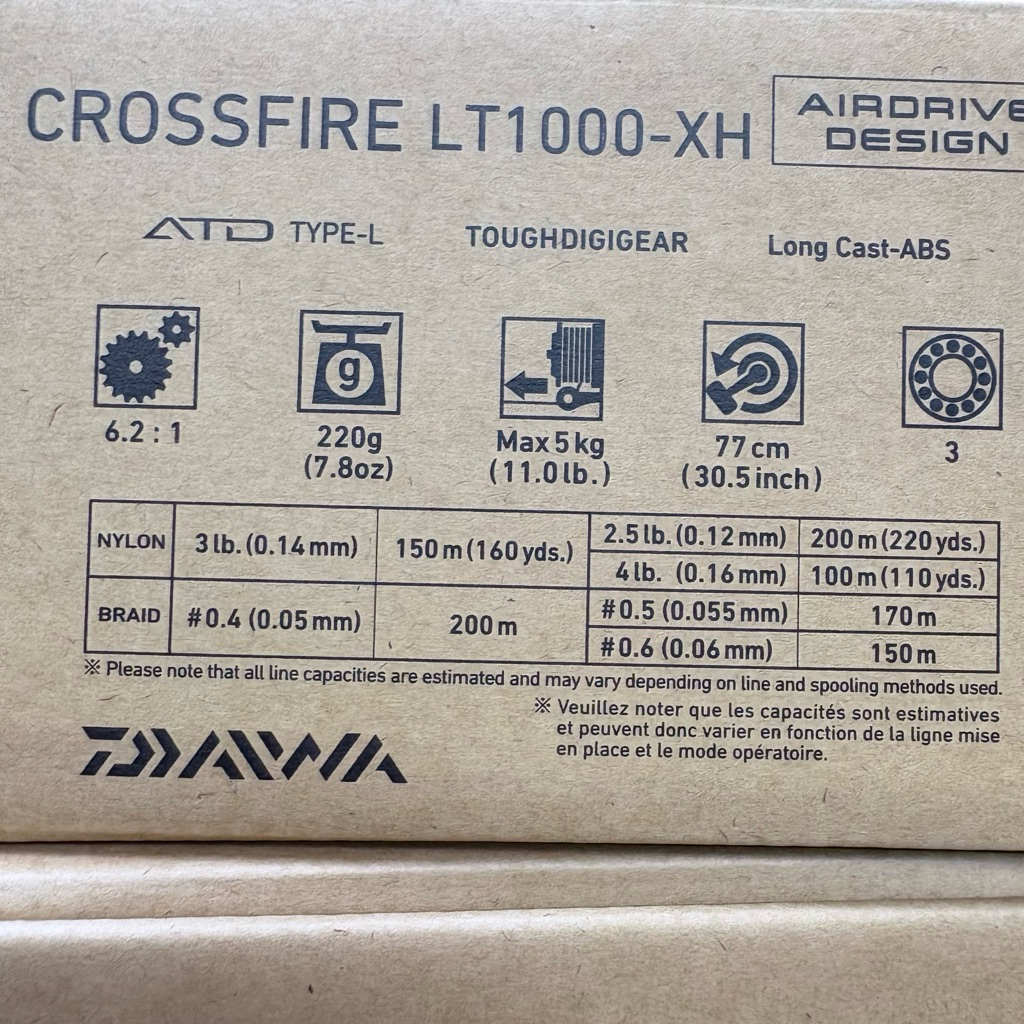 CROSSFIRE LT1000-XH
AIRDRIVE
DESIGN
ATD TYPE-L
TOUGHDIGIGEAR
Long Cast-ABS
g
6.2 : 1
220g
(7.8oz)
Max 5 kg
(11.0 lb.)
77 cm
(30.5 inch)
3
NYLON 3 lb. (0.14 mm) 150 m (160 yds.) 2.5 lb. (0.12 mm) 200 m (220 yds.)
4 lb. (0.16 mm) 100 m (110 yds.)
BRAID #0.4 (0.05 mm) 200 m #0.5 (0.055 mm) 170 m
#0.6 (0.06 mm) 150 m
※ Please note that all line capacities are estimated and may vary depending on line and spooling methods used.
※ Veuillez noter que les capacités sont estimatives
et peuvent donc varier en fonction de la ligne mise
en place et le mode opératoire.
DAIWA